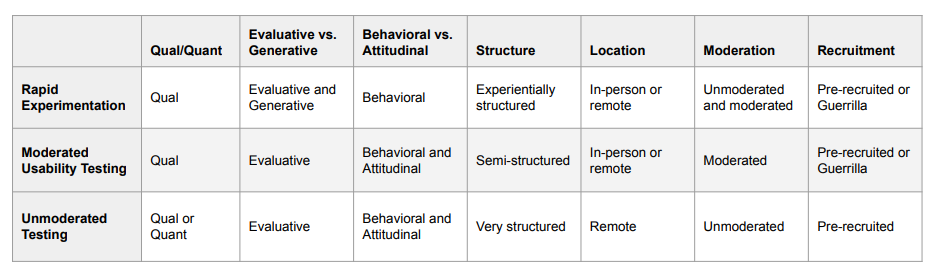 Qual/Quant
Evaluative vs.
Generative
Behavioral vs.
Attitudinal
Structure
Location
Moderation
Recruitment
Rapid
Experimentation
Qual
Evaluative and
Generative
Behavioral
Experientially
structured
In-person or
remote
Unmoderated
and moderated
Pre-recruited or
Guerrilla
Moderated
Usability Testing
Qual
Evaluative
Behavioral and
Attitudinal
Semi-structured
In-person or
remote
Moderated
Pre-recruited or
Guerrilla
Unmoderated
Testing
Qual or
Quant
Evaluative
Behavioral and
Attitudinal
Very structured
Remote
Unmoderated
Pre-recruited